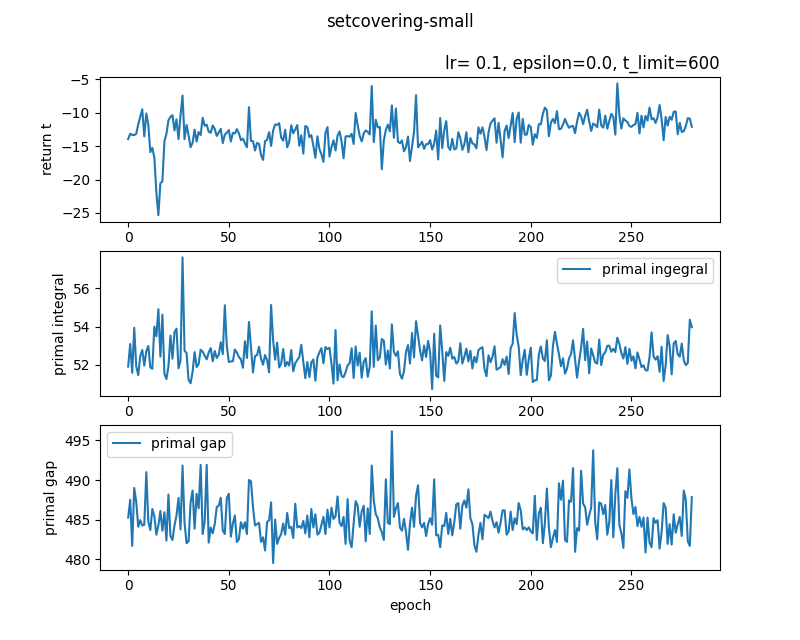 setcovering-small
lr= 0.1, epsilon=0.0, t_limit=600
return t
−5
−10
−15
−20
−25
0 50 100 150 200 250
primal integral
56
54
52
primal ingegral
0 50 100 150 200 250
primal gap
495
490
485
480
primal gap
0 50 100 150 200 250
epoch